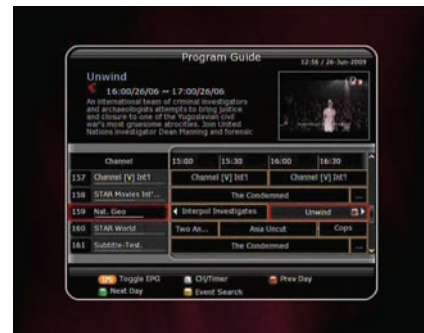 Program Guide
12:56 / 26-Jun-2009
Unwind
16:00/26/06 ~ 17:00/26/06
An international team of criminal investigators
and archaeologists attempts to bring justice
and closure to one of the Yugoslavian civil
war's most gruesome atrocities. Join United
Nations investigator Dean Manning and forensic
Channel 15:00 15:30 16:00 16:30
157 Channel [V] Int'l Channel [V] Int'l Channel [V] Int'l
158 STAR Movies Int'... The Condemned ...
159 Nat. Geo Interpol Investigates Unwind
160 STAR World Two An... Asia Uncut Cops
161 Subtitle-Test. The Condemned ...
EPG Toggle EPG CH/Timer Prev Day
Next Day Event Search